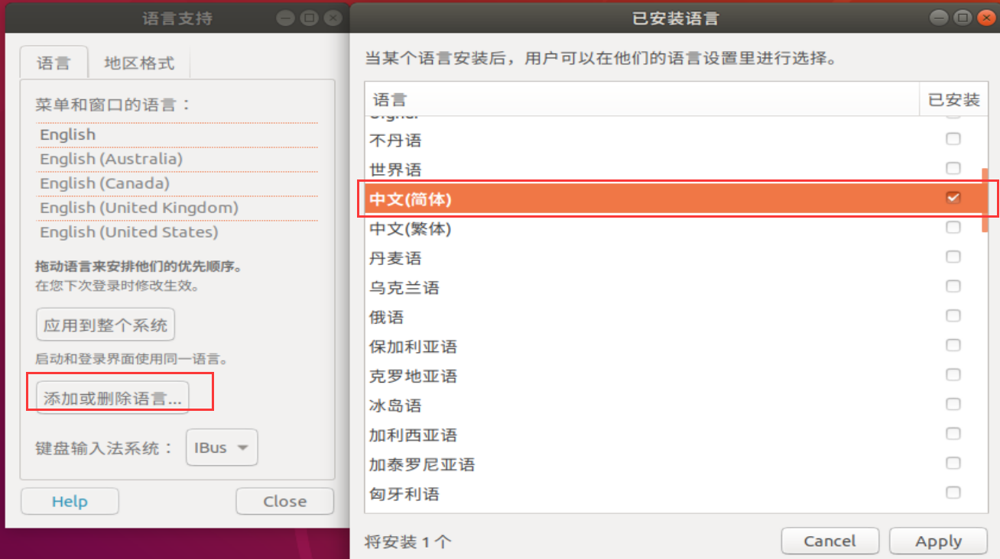 语言支持
语言
地区格式
菜单和窗口的语言：
English
English (Australia)
English (Canada)
English (United Kingdom)
English (United States)
拖动语言来安排他们的优先顺序。
在您下次登录时修改生效。
应用到整个系统
启动和登录界面使用同一语言。
添加或删除语言...
键盘输入法系统：
IBus
Help
Close
已安装语言
当某个语言安装后，用户可以在他们的语言设置里进行选择。
语言
已安装
不丹语
世界语
中文(简体)
中文(繁体)
丹麦语
乌克兰语
俄语
保加利亚语
克罗地亚语
冰岛语
加利西亚语
加泰罗尼亚语
匈牙利语
将安装 1 个
Cancel
Apply